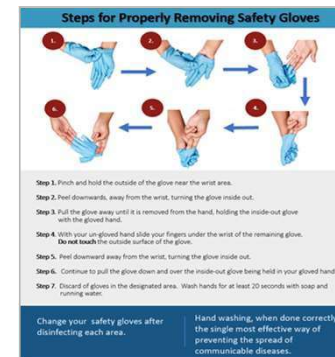 Steps for Properly Removing Safety Gloves
1.
2.
3.
6.
5.
4.
Step 1. Pinch and hold the outside of the glove near the wrist area.
Step 2. Peel downwards, away from the wrist, turning the glove inside out.
Step 3. Pull the glove away until it is removed from the hand, holding the inside-out glove
with the gloved hand.
Step 4. With your un-gloved hand slide your fingers under the wrist of the remaining glove.
Do not touch the outside surface of the glove.
Step 5. Peel downward away from the wrist, turning the glove inside out.
Step 6. Continue to pull the glove down and over the inside-out glove being held in your gloved hand
Step 7. Discard of gloves in the designated area. Wash hands for at least 20 seconds with soap and
running water.
Change your safety gloves after
disinfecting each area.
Hand washing, when done correctly
the single most effective way of
preventing the spread of
communicable diseases.